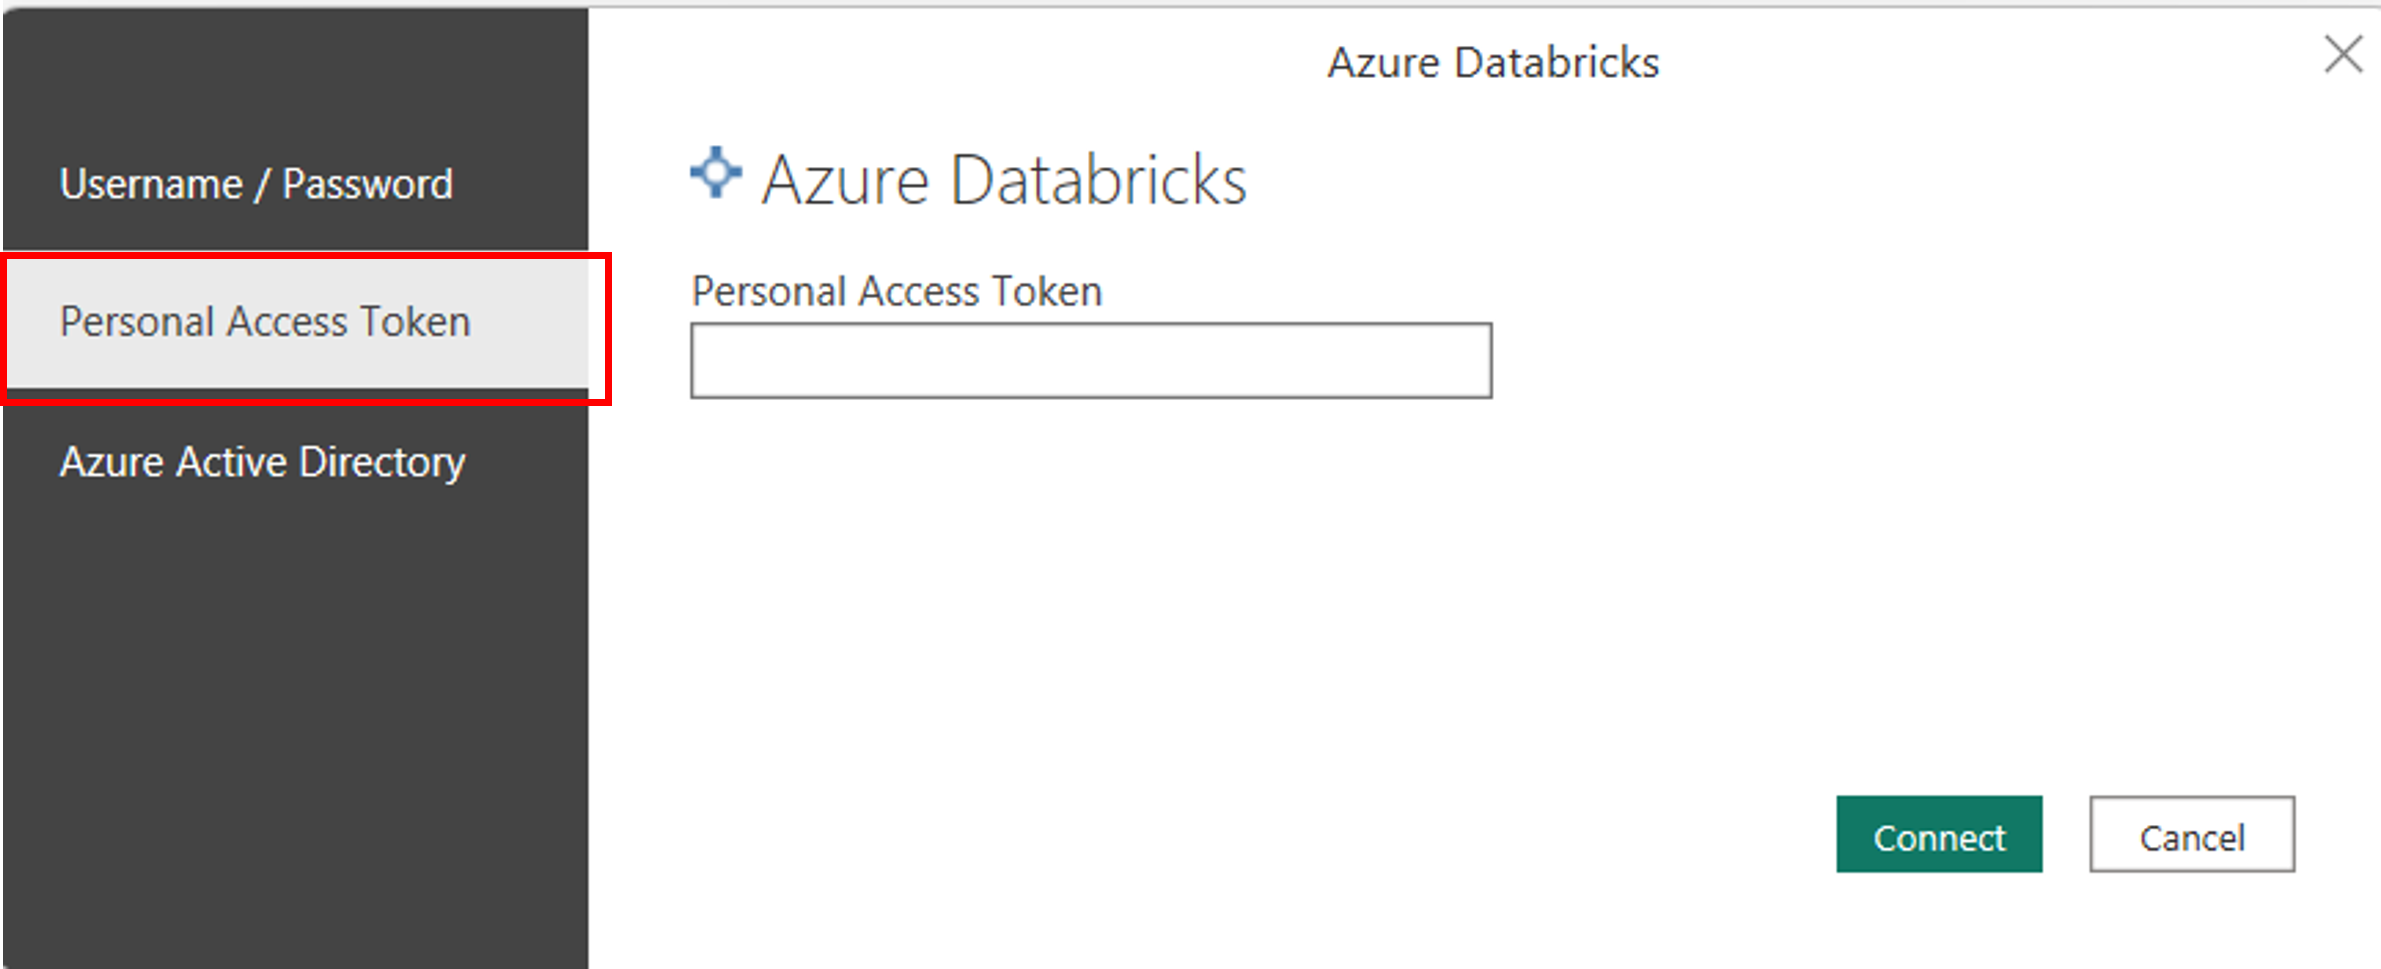 Azure Databricks
Username / Password
Personal Access Token
Azure Active Directory
Azure Databricks
Personal Access Token
Connect
Cancel